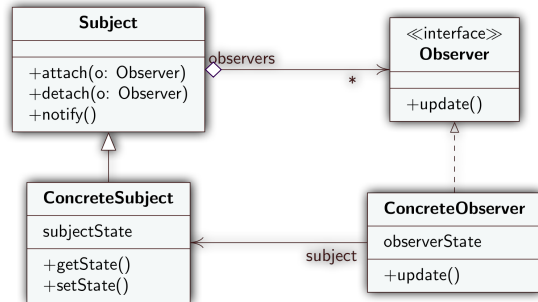 Subject
+attach(o: Observer)
+detach(o: Observer)
+notify()
observers
*
≪interface≫
Observer
+update()
ConcreteSubject
subjectState
+getState()
+setState()
subject
ConcreteObserver
observerState
+update()